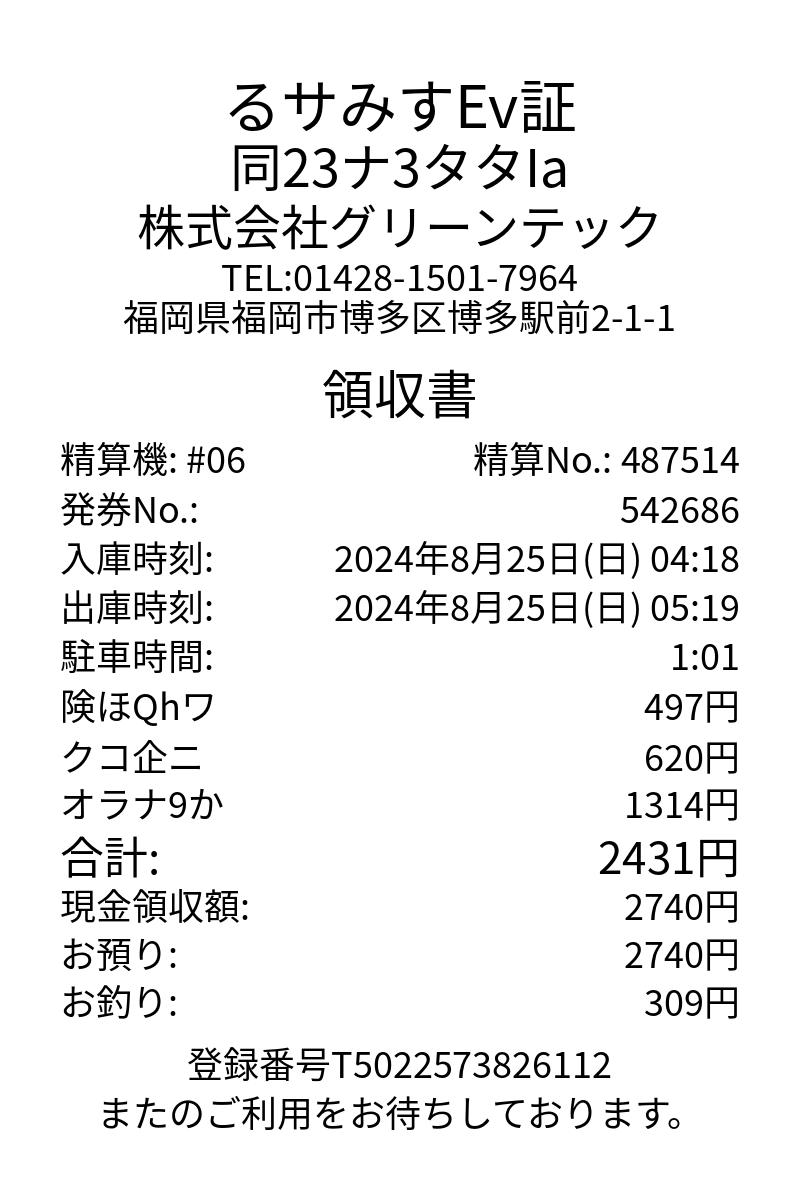 るサみすEv証
同23ナ3タタIa
株式会社グリーンテック
TEL:01428-1501-7964
福岡県福岡市博多区博多駅前2-1-1
領収書
精算機: #06 精算No.: 487514
発券No.: 542686
入庫時刻: 2024年8月25日(日) 04:18
出庫時刻: 2024年8月25日(日) 05:19
駐車時間: 1:01
険ほQhワ 497円
クコ企ニ 620円
オラナ9か 1314円
合計: 2431円
現金領収額: 2740円
お預り: 2740円
お釣り: 309円
登録番号T5022573826112
またのご利用をお待ちしております。